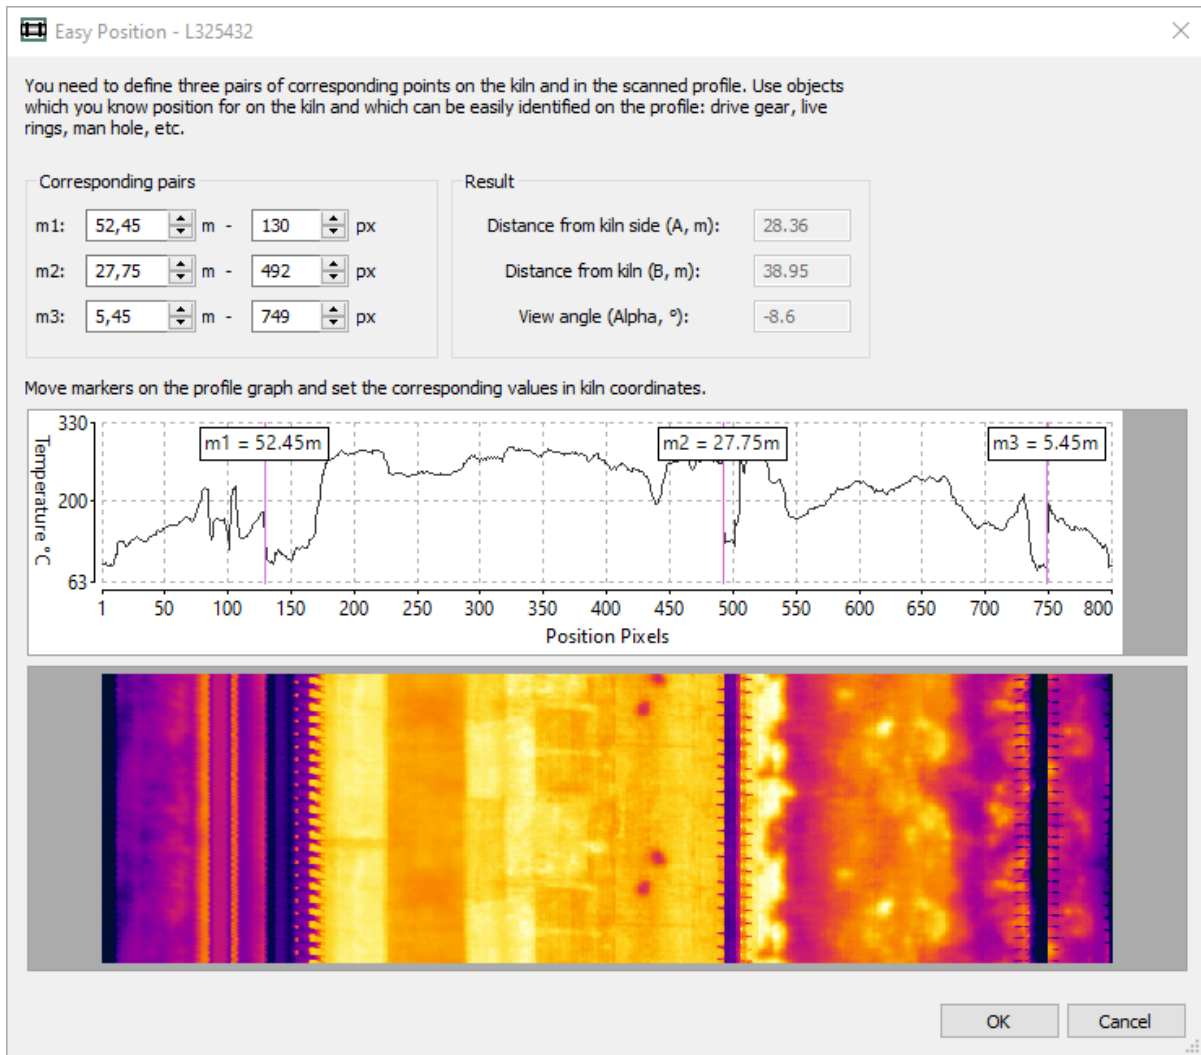 Easy Position - L325432
You need to define three pairs of corresponding points on the kiln and in the scanned profile. Use objects
which you know position for on the kiln and which can be easily identified on the profile: drive gear, live
rings, man hole, etc.
Corresponding pairs
m1: 52,45 m - 130 px
m2: 27,75 m - 492 px
m3: 5,45 m - 749 px
Result
Distance from kiln side (A, m): 28.36
Distance from kiln (B, m): 38.95
View angle (Alpha, °): -8.6
Move markers on the profile graph and set the corresponding values in kiln coordinates.
330
200
63
Temperature °C
m1 = 52.45m
m2 = 27.75m
m3 = 5.45m
1 50 100 150 200 250 300 350 400 450 500 550 600 650 700 750 800
Position Pixels
OK
Cancel